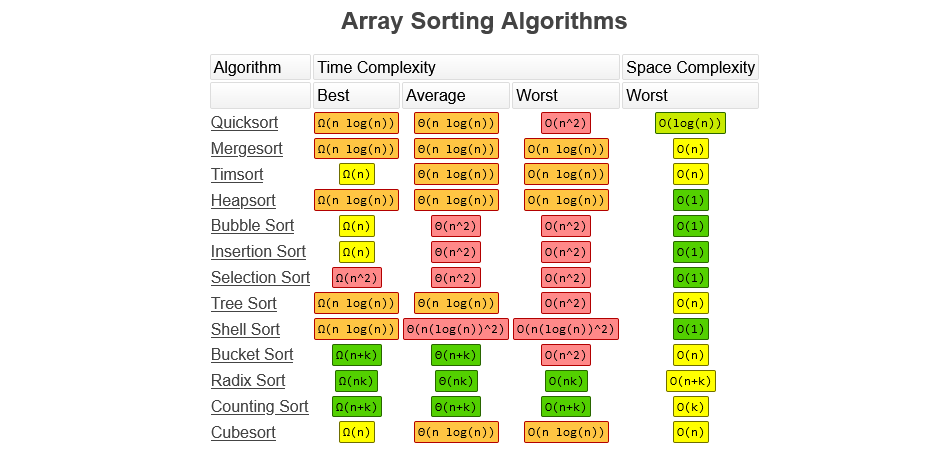 Array Sorting Algorithms
Algorithm Time Complexity Space Complexity
Best Average Worst Worst
Quicksort Ω(n log(n)) Θ(n log(n)) O(n^2) O(log(n))
Mergesort Ω(n log(n)) Θ(n log(n)) O(n log(n)) O(n)
Timsort Ω(n) Θ(n log(n)) O(n log(n)) O(n)
Heapsort Ω(n log(n)) Θ(n log(n)) O(n log(n)) O(1)
Bubble Sort Ω(n) Θ(n^2) O(n^2) O(1)
Insertion Sort Ω(n) Θ(n^2) O(n^2) O(1)
Selection Sort Ω(n^2) Θ(n^2) O(n^2) O(1)
Tree Sort Ω(n log(n)) Θ(n log(n)) O(n^2) O(n)
Shell Sort Ω(n log(n)) Θ(n(log(n))^2) O(n(log(n))^2) O(1)
Bucket Sort Ω(n+k) Θ(n+k) O(n^2) O(n)
Radix Sort Ω(nk) Θ(nk) O(nk) O(n+k)
Counting Sort Ω(n+k) Θ(n+k) O(n+k) O(k)
Cubesort Ω(n) Θ(n log(n)) O(n log(n)) O(n)